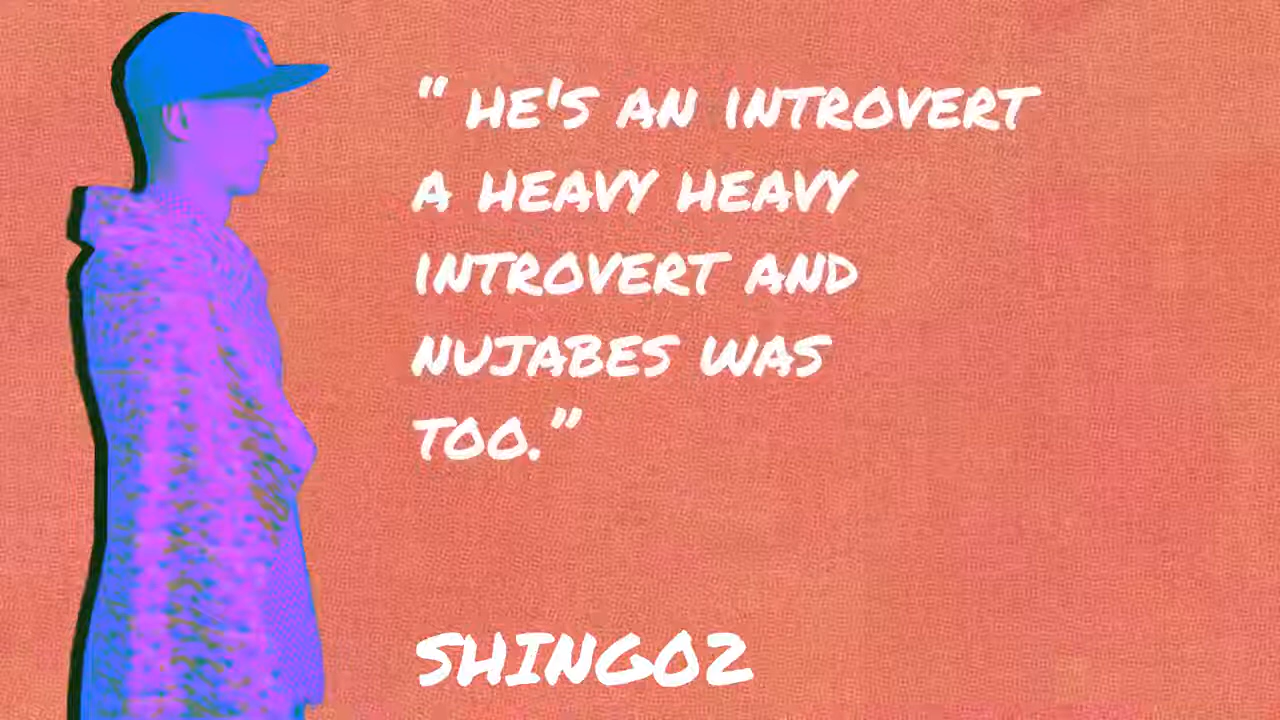 " HE'S AN INTROVERT
A HEAVY HEAVY
INTROVERT AND
NUJABES WAS
TOO."
SHINGO2